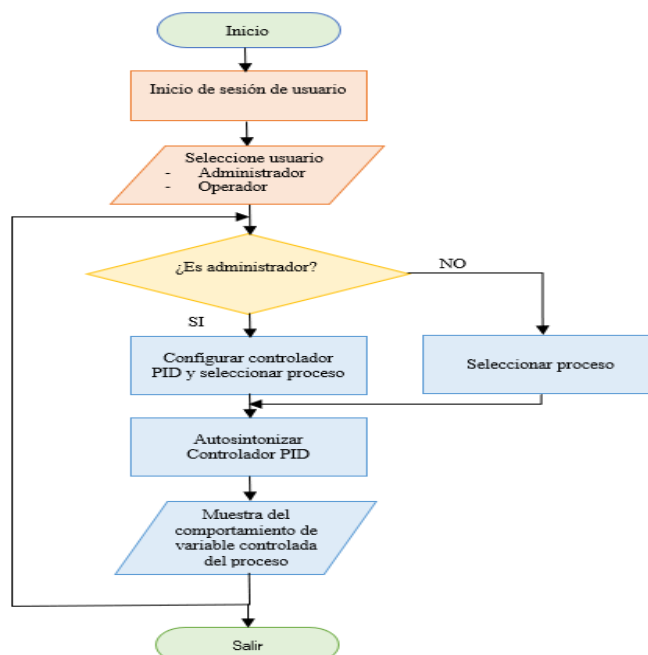 Inicio
Inicio de sesión de usuario
Seleccione usuario
- Administrador
- Operador
¿Es administrador?
NO
SI
Configurar controlador
PID y seleccionar proceso
Seleccionar proceso
Autosintonizar
Controlador PID
Muestra del
comportamiento de
variable controlada
del proceso
Salir